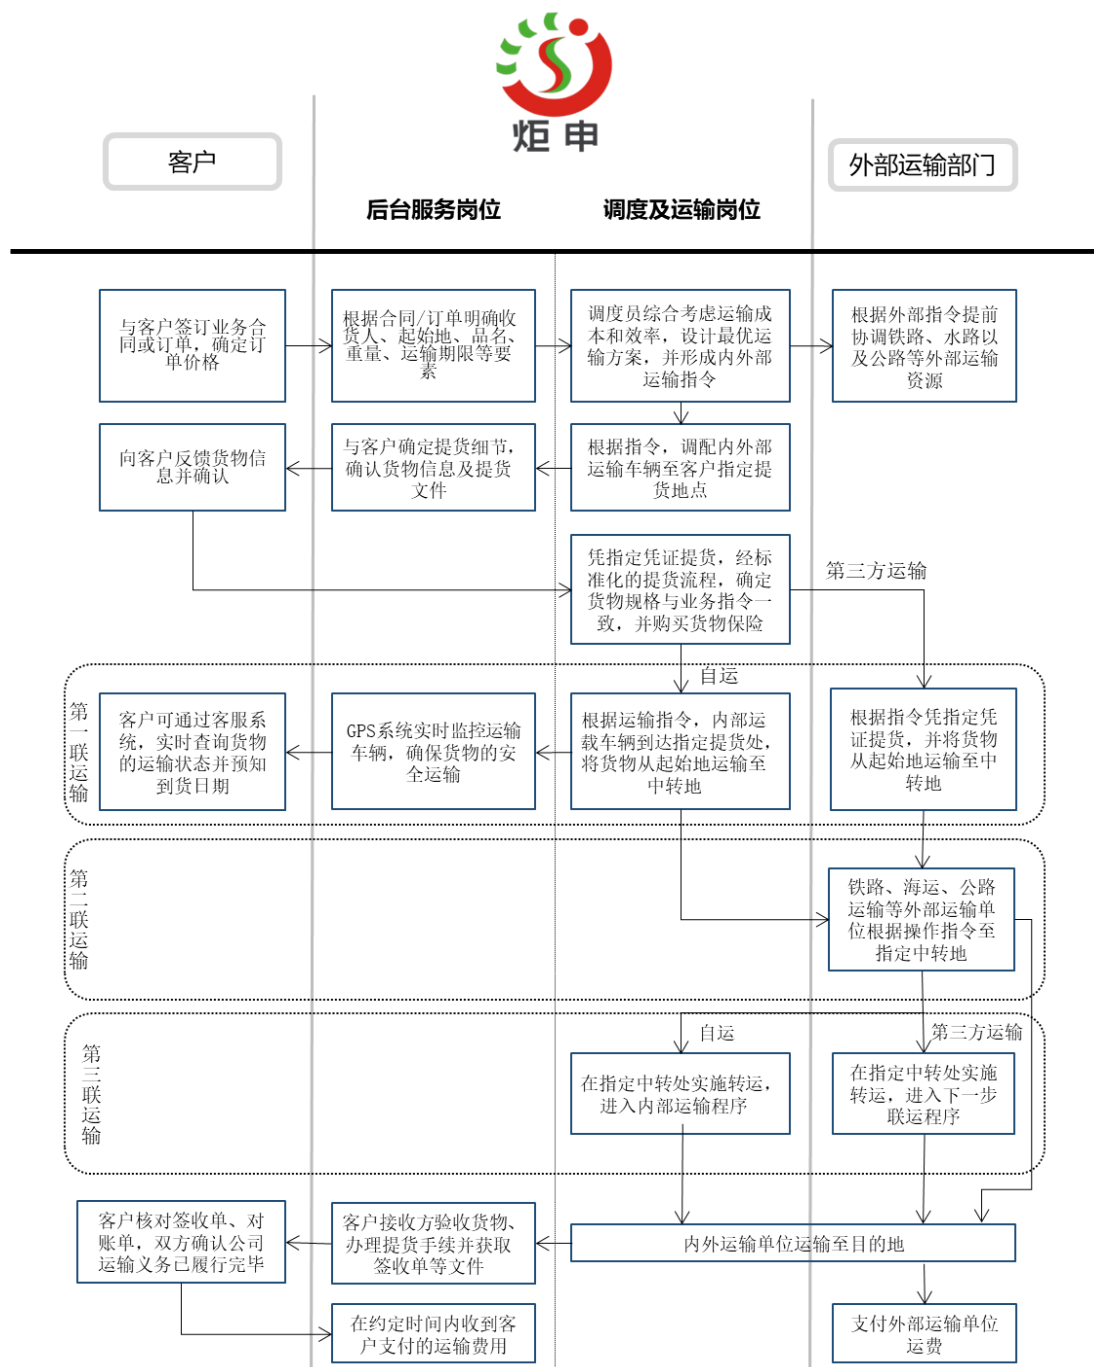 炬申
客户
外部运输部门
后台服务岗位
调度及运输岗位
与客户签订业务合
同或订单，确定订
单价格
根据合同/订单明确收
货人、起始地、品名、
重量、运输期限等要
素
调度员综合考虑运输成
本和效率，设计最优运
输方案，并形成内外部
运输指令
根据外部指令提前
协调铁路、水路以
及公路等外部运输
资源
向客户反馈货物信
息并确认
与客户确定提货细节，
确认货物信息及提货
文件
根据指令，调配内外部
运输车辆至客户指定提
货地点
凭指定凭证提货，经标
准化的提货流程，确定
货物规格与业务指令一
致，并购买货物保险
第三方运输
自运
第一联运输
客户可通过客服系
统，实时查询货物
的运输状态并预知
到货日期
GPS系统实时监控运输
车辆，确保货物的安
全运输
根据运输指令，内部运
载车辆到达指定提货处，
将货物从起始地运输至
中转地
根据指令凭指定凭
证提货，并将货物
从起始地运输至中
转地
第二联运输
铁路、海运、公路
运输等外部运输单
位根据操作指令至
指定中转地
第三联运输
自运
第三方运输
在指定中转处实施转运，
进入内部运输程序
在指定中转处实施
转运，进入下一步
联运程序
客户核对签收单、对
账单，双方确认公司
运输义务已履行完毕
客户接收方验收货物、
办理提货手续并获取
签收单等文件
内外运输单位运输至目的地
在约定时间内收到客
户支付的运输费用
支付外部运输单位
运费